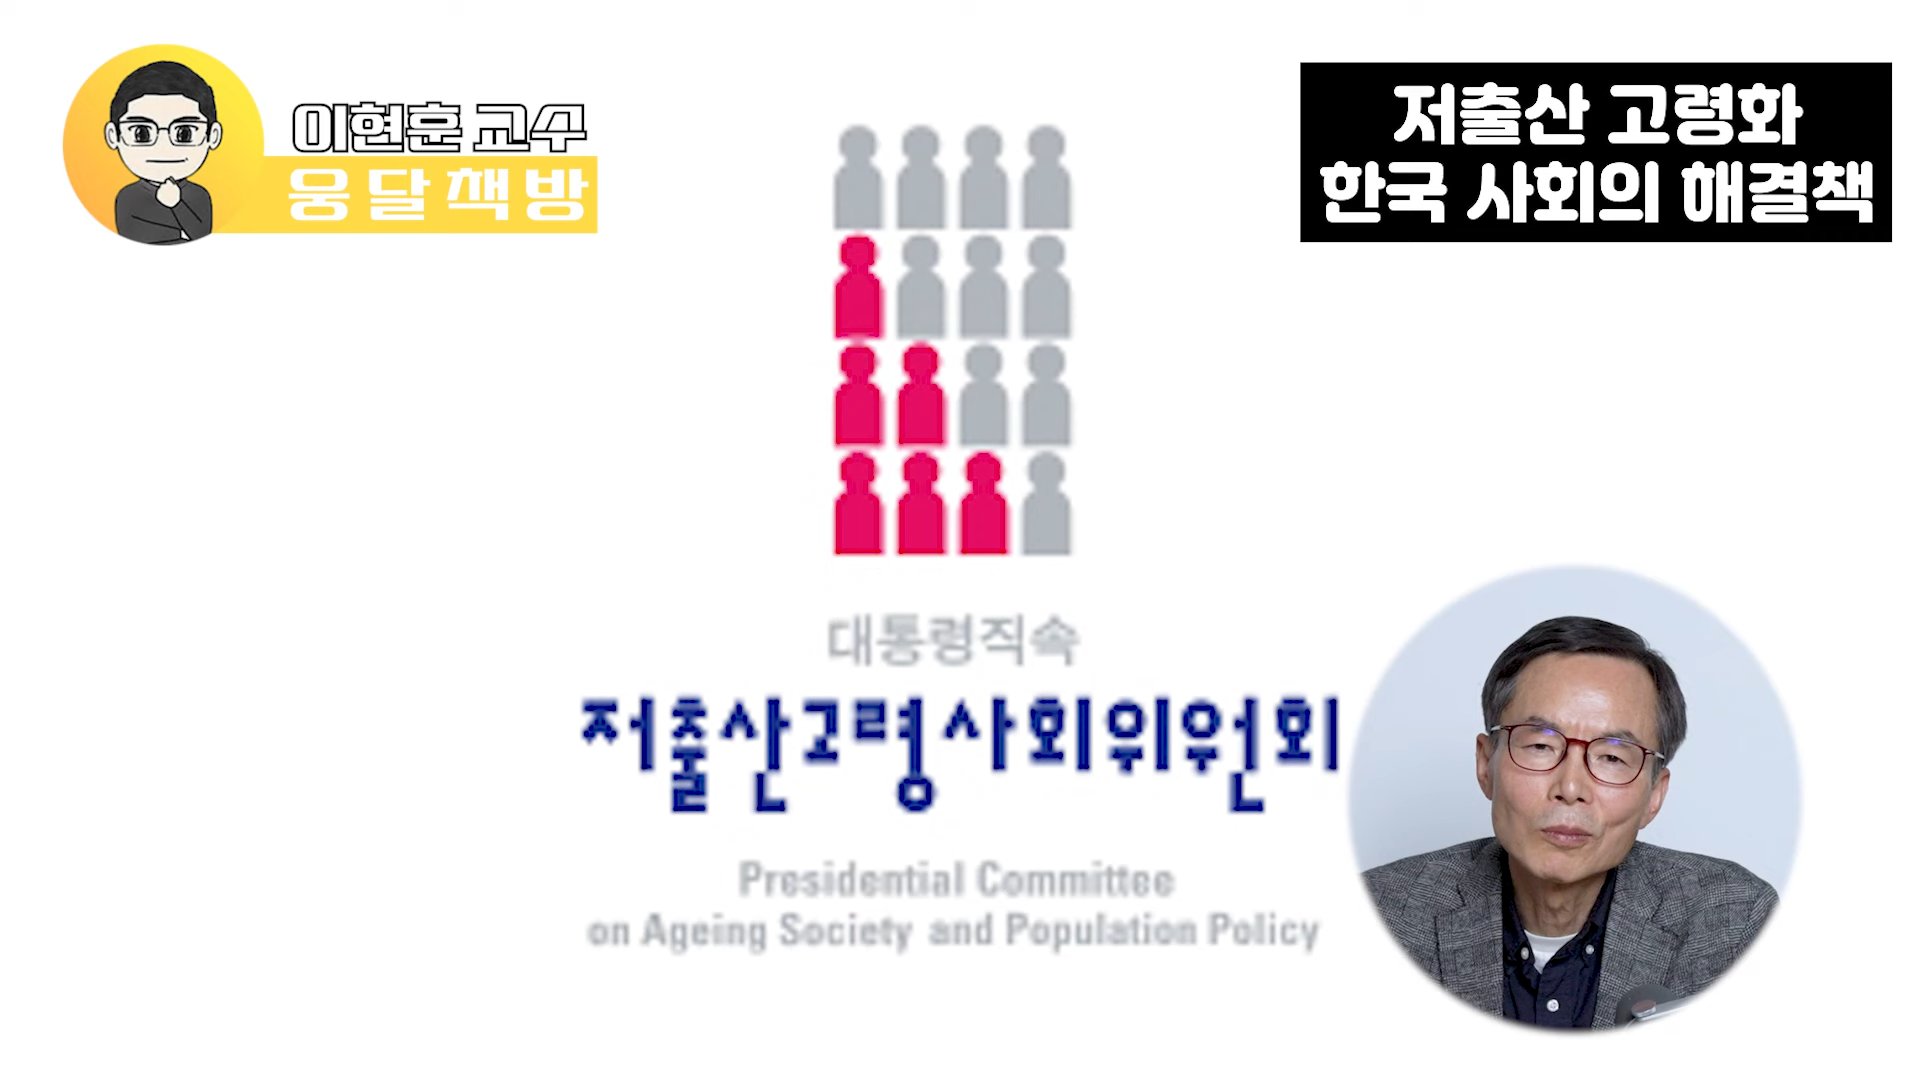 이현훈 교수
웅달책방
저출산 고령화
한국 사회의 해결책
대통령직속
저출산고령사회위원회
Presidential Committee
on Ageing Society and Population Policy